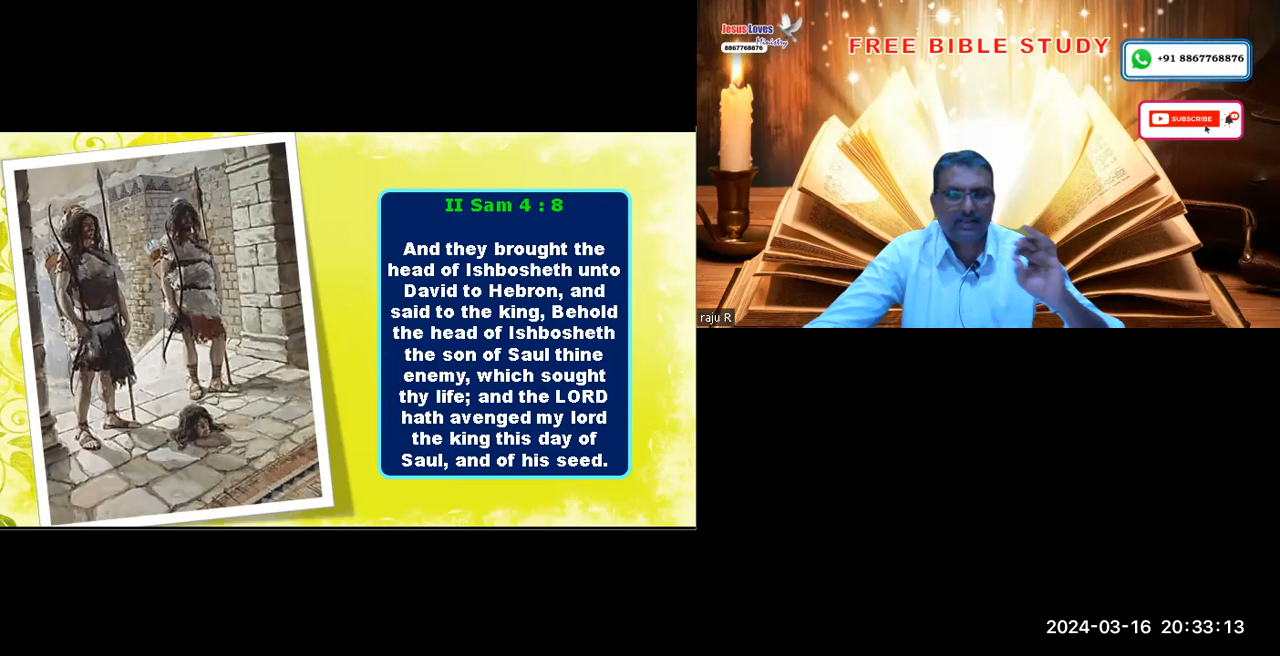 II Sam 4 : 8
And they brought the
head of Ishbosheth unto
David to Hebron, and
said to the king, Behold
the head of Ishbosheth
the son of Saul thine
enemy, which sought
thy life; and the LORD
hath avenged my lord
the king this day of
Saul, and of his seed.
Jesus Loves
Ministry
8867768876
FREE BIBLE STUDY
+91 8867768876
SUBSCRIBE
raju R
2024-03-16 20:33:13